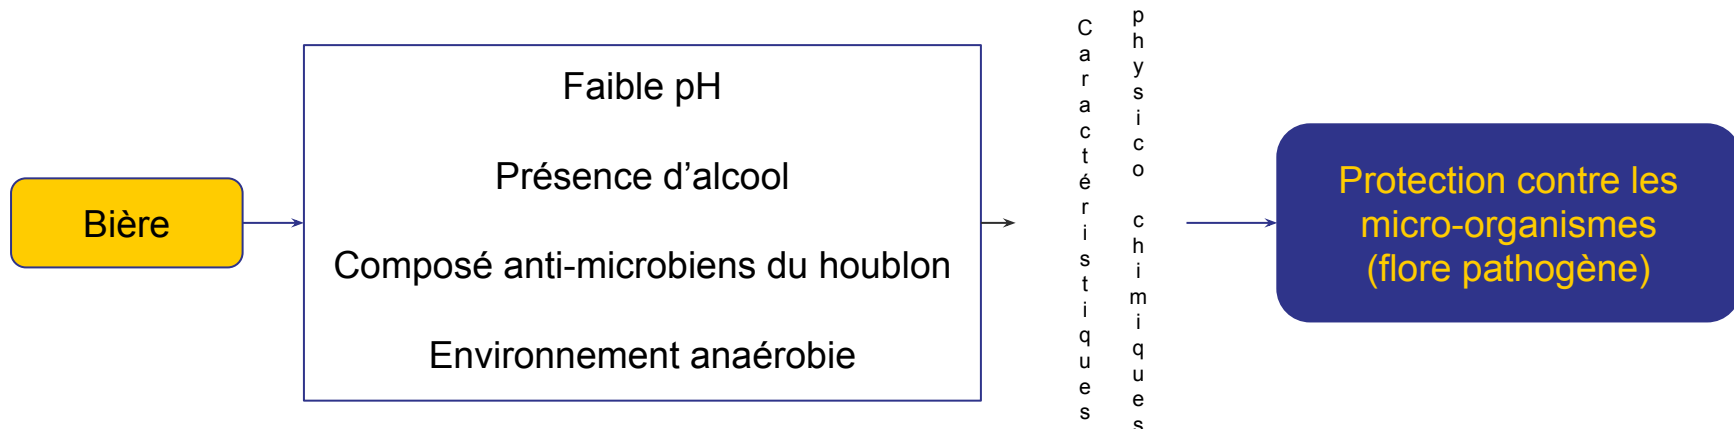 Bière
Faible pH
Présence d’alcool
Composé anti-microbiens du houblon
Environnement anaérobie
Caractéristiques
physico chimiques
Protection contre les
micro-organismes
(flore pathogène)